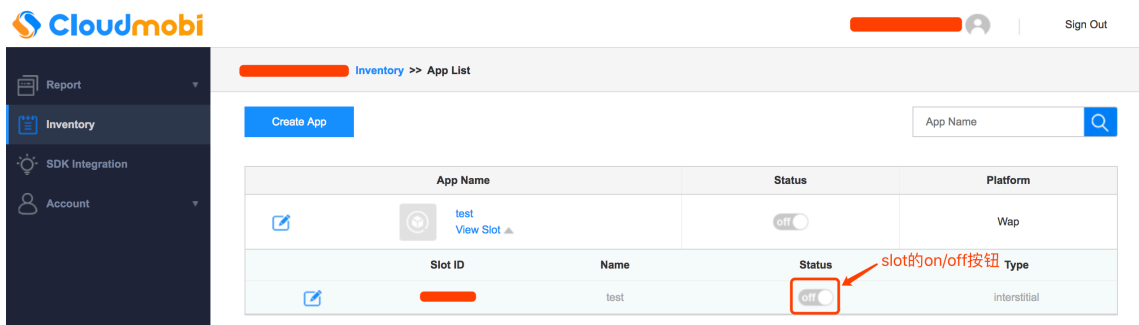 Cloudmobi
Sign Out
Report
Inventory >> App List
Inventory
Create App
App Name
SDK Integration
App Name Status Platform
Account
test
View Slot
off
Wap
slot的on/off按钮
Slot ID Name Status Type
test off interstitial